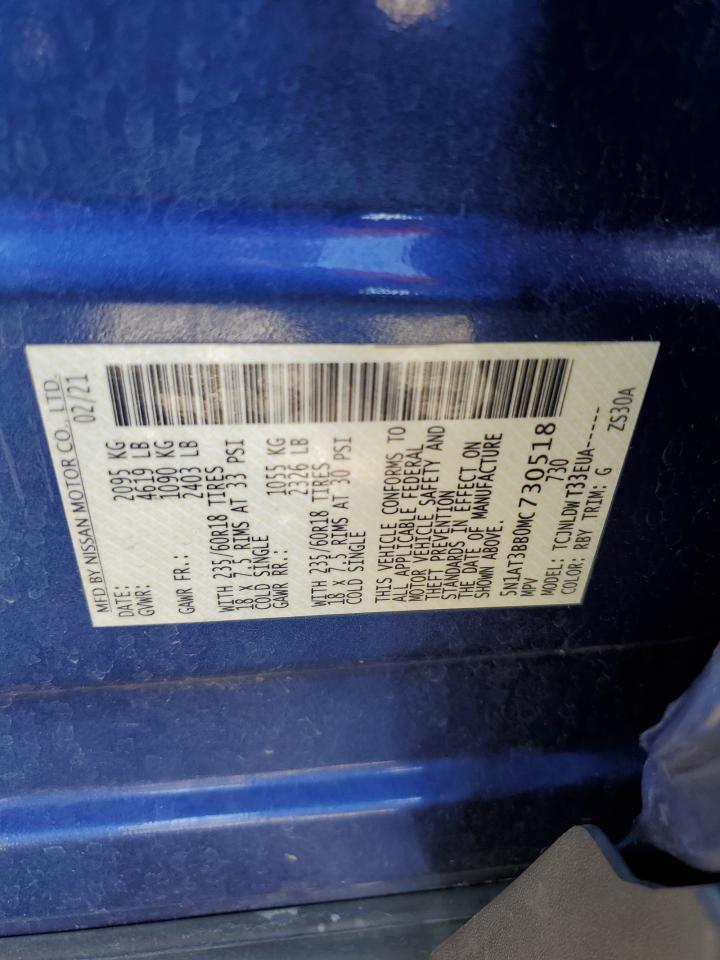 MFD BY NISSAN MOTOR CO., LTD.
DATE: 02/21
GVWR: 2095 KG
4619 LB
GAWR FR.: 1090 KG
2403 LB
WITH 235/60R18 TIRES
18 X 7.5 RIMS AT 33 PSI
COLD SINGLE
GAWR RR.: 1055 KG
2326 LB
WITH 235/60R18 TIRES
18 X 7.5 RIMS AT 30 PSI
COLD SINGLE
THIS VEHICLE CONFORMS TO
ALL APPLICABLE FEDERAL
MOTOR VEHICLE SAFETY AND
THEFT PREVENTION
STANDARDS IN EFFECT ON
THE DATE OF MANUFACTURE
SHOWN ABOVE.
5N1AT3BB0MC730518
MPV 730
MODEL: TCJNLDWT33EUA------
COLOR: RBY TRIM: G
ZS30A